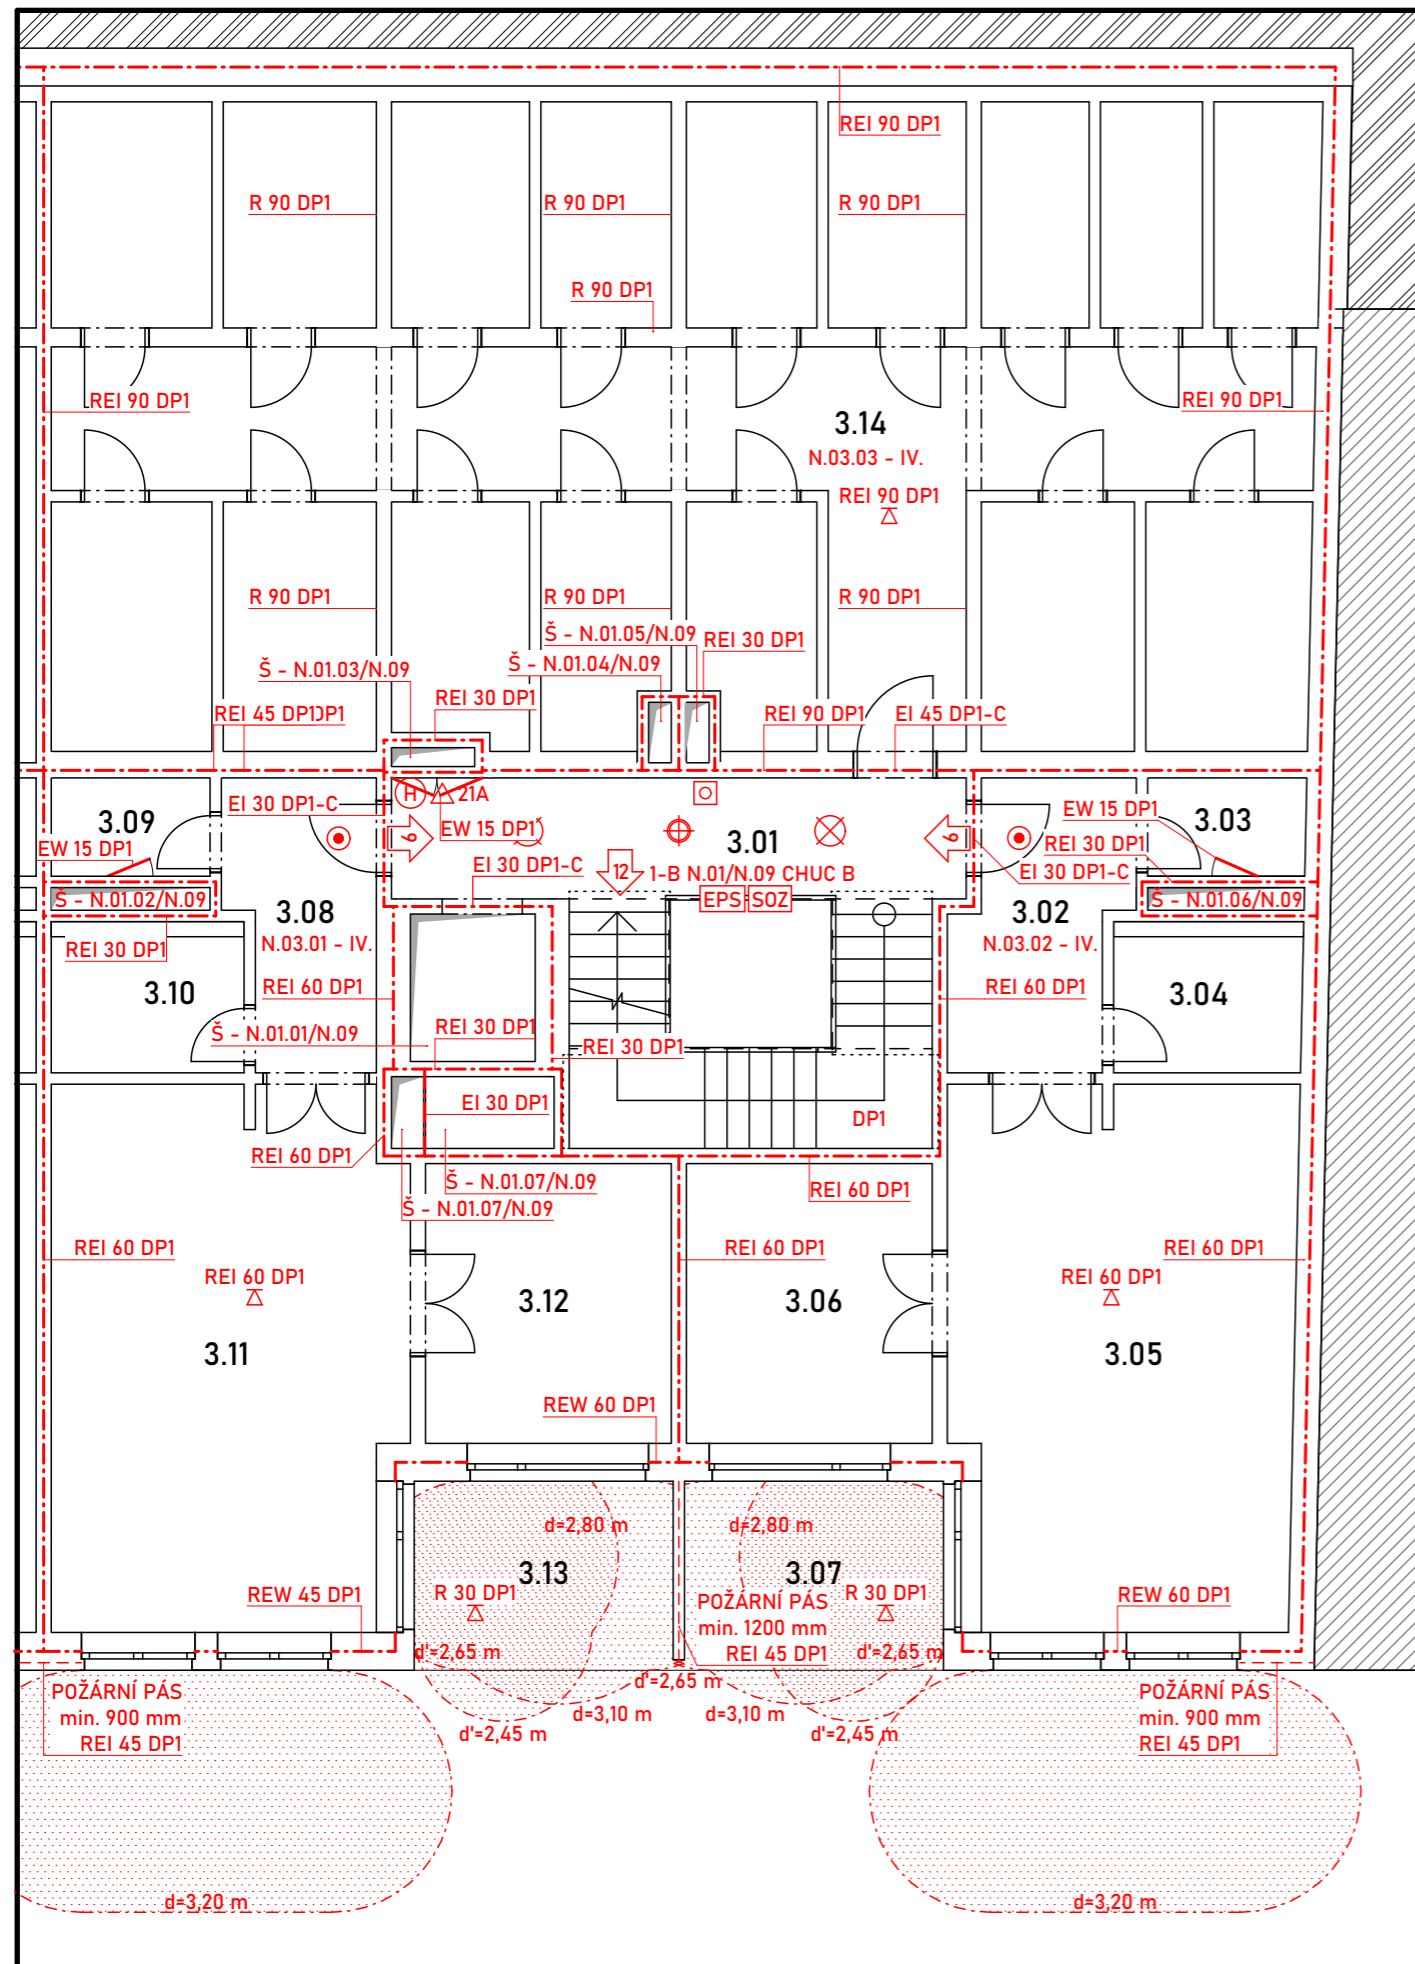 REI 90 DP1
R 90 DP1
R 90 DP1
R 90 DP1
R 90 DP1
REI 90 DP1
REI 90 DP1
3.14
N.03.03 - IV.
REI 90 DP1
R 90 DP1
R 90 DP1
R 90 DP1
Š - N.01.05/N.09
REI 30 DP1
Š - N.01.03/N.09
Š - N.01.04/N.09
REI 30 DP1
REI 45 DP1
REI 90 DP1
EI 45 DP1-C
H
21A
EI 30 DP1-C
3.09
EW 15 DP1
EW 15 DP1
6
3.01
6
EW 15 DP1
3.03
REI 30 DP1
EI 30 DP1-C
EI 30 DP1-C
12
1-B N.01/N.09 CHUC B
EPS
SOZ
Š - N.01.02/N.09
Š - N.01.06/N.09
3.08
N.03.01 - IV.
3.02
N.03.02 - IV.
REI 30 DP1
3.10
REI 60 DP1
REI 60 DP1
3.04
Š - N.01.01/N.09
REI 30 DP1
REI 30 DP1
EI 30 DP1
DP1
REI 60 DP1
Š - N.01.07/N.09
Š - N.01.07/N.09
REI 60 DP1
REI 60 DP1
REI 60 DP1
REI 60 DP1
REI 60 DP1
REI 60 DP1
3.12
3.06
3.11
3.05
REW 60 DP1
d=2,80 m
d=2,80 m
3.13
3.07
REW 45 DP1
R 30 DP1
POŽÁRNÍ PÁS
min. 1200 mm
REI 45 DP1
R 30 DP1
REW 60 DP1
d'=2,65 m
d'=2,65 m
d'=2,65 m
POŽÁRNÍ PÁS
min. 900 mm
REI 45 DP1
d=3,10 m
d=3,10 m
d'=2,45 m
d'=2,45 m
POŽÁRNÍ PÁS
min. 900 mm
REI 45 DP1
d=3,20 m
d=3,20 m